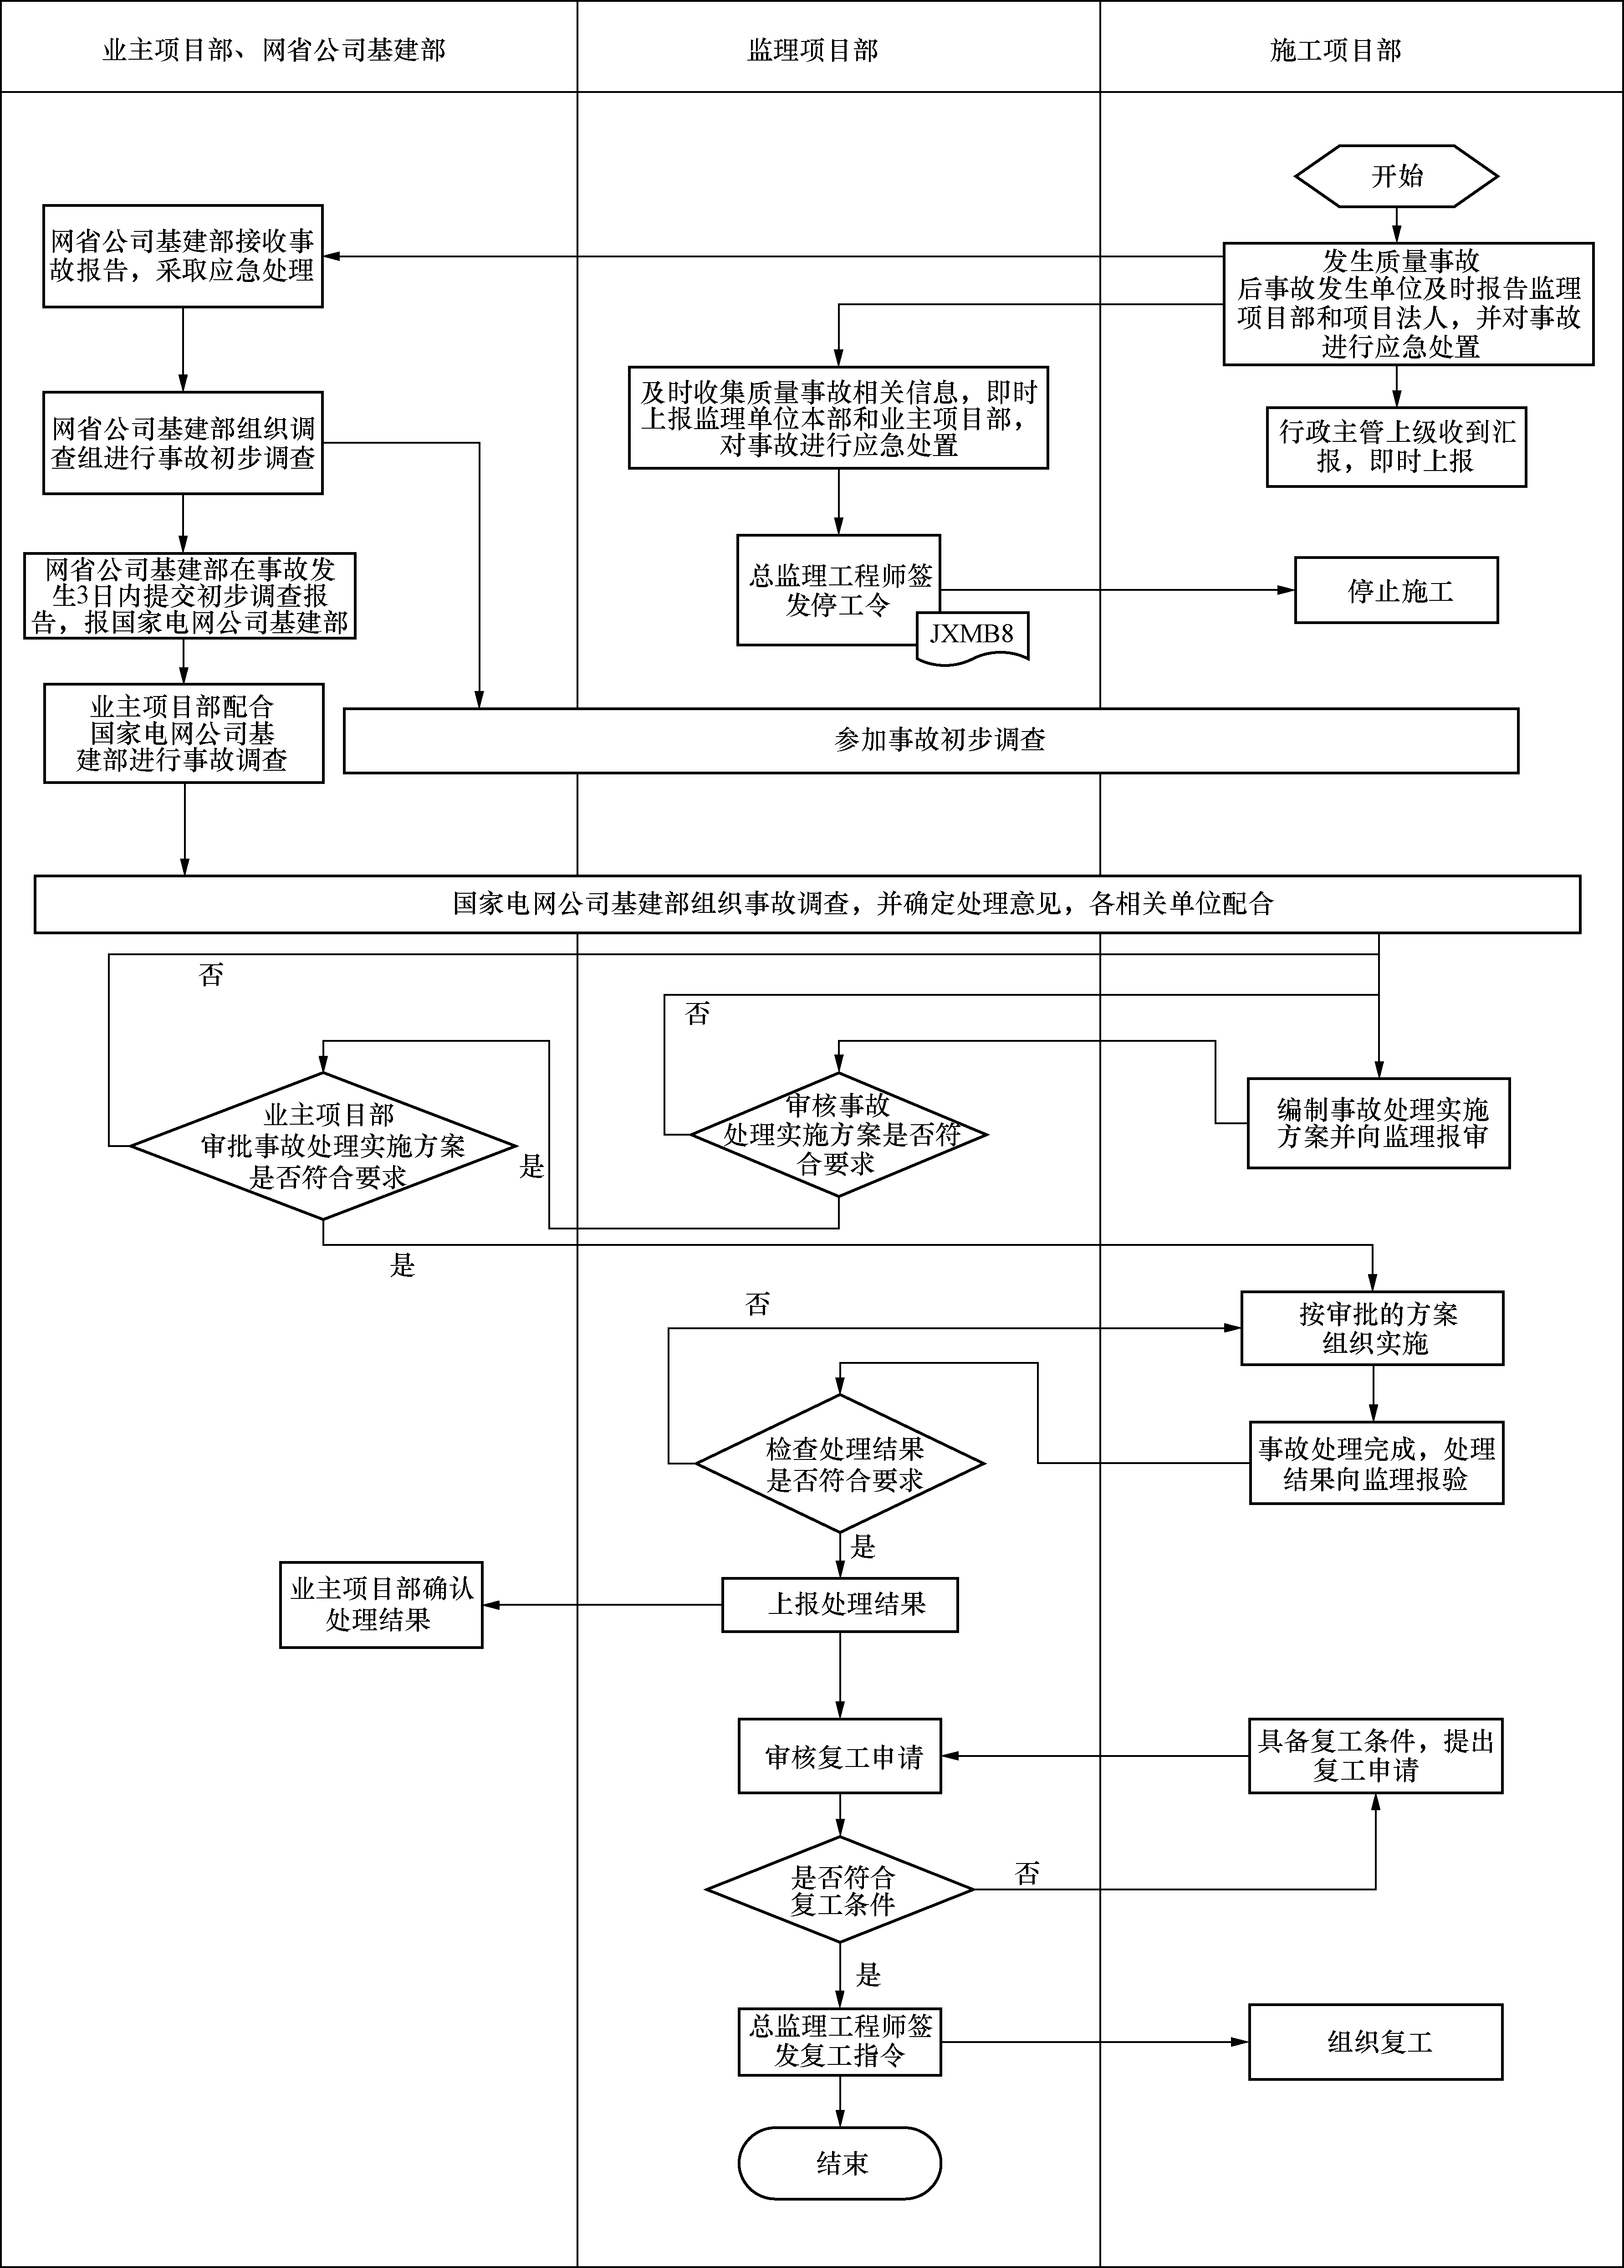 业主项目部、网省公司基建部
监理项目部
施工项目部
开始
网省公司基建部接收事
故报告，采取应急处理
发生质量事故
后事故发生单位及时报告监理
项目部和项目法人，并对事故
进行应急处置
及时收集质量事故相关信息，即时
上报监理单位本部和业主项目部，
对事故进行应急处置
行政主管上级收到汇
报，即时上报
网省公司基建部组织调
查组进行事故初步调查
网省公司基建部在事故发
生3日内提交初步调查报
告，报国家电网公司基建部
总监理工程师签
发停工令
JXMB8
停止施工
业主项目部配合
国家电网公司基
建部进行事故调查
参加事故初步调查
国家电网公司基建部组织事故调查，并确定处理意见，各相关单位配合
否
否
业主项目部
审批事故处理实施方案
是否符合要求
是
审核事故
处理实施方案是否符
合要求
编制事故处理实施
方案并向监理报审
是
否
按审批的方案
组织实施
检查处理结果
是否符合要求
事故处理完成，处理
结果向监理报验
是
业主项目部确认
处理结果
上报处理结果
审核复工申请
具备复工条件，提出
复工申请
是否符合
复工条件
否
是
总监理工程师签
发复工指令
组织复工
结束